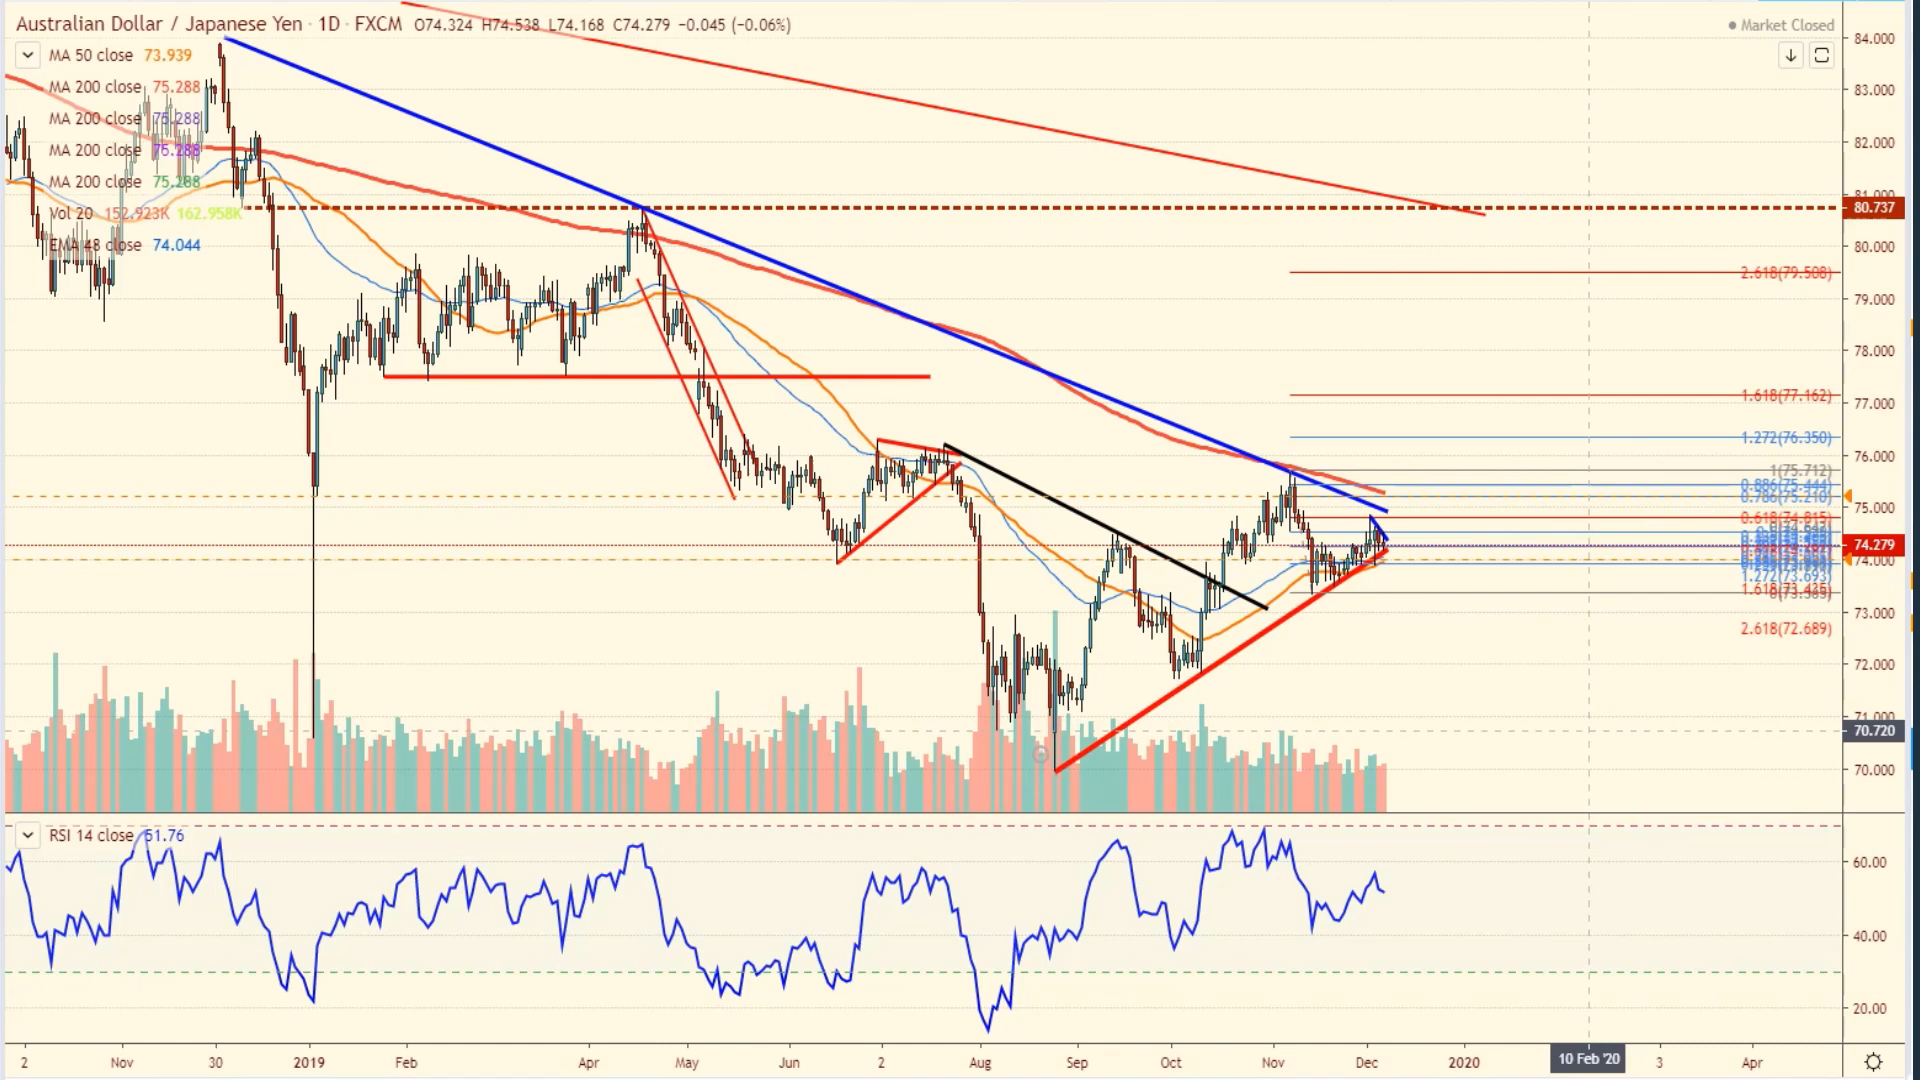 Australian Dollar / Japanese Yen · 1D · FXCM O74.324 H74.538 L74.168 C74.279 −0.045 (−0.06%)
Market Closed
MA 50 close 73.939
MA 200 close 75.288
MA 200 close 75.288
MA 200 close 75.288
MA 200 close 75.288
Vol 20 152.923K 162.958K
EMA 48 close 74.044
84.000
83.000
82.000
81.000
80.737
80.000
2.618(79.508)
79.000
78.000
1.618(77.162)
77.000
1.272(76.350)
76.000
1(75.712)
0.886(75.444)
0.786(75.210)
75.000
0.618(74.815)
74.279
74.000
1.272(73.693)
1.618(73.435)
73.000
2.618(72.689)
72.000
71.000
70.720
70.000
RSI 14 close 51.76
60.00
40.00
20.00
2 Nov 30 2019 Feb Apr May Jun 2 Aug Sep Oct Nov Dec 2020 10 Feb '20 3 Apr